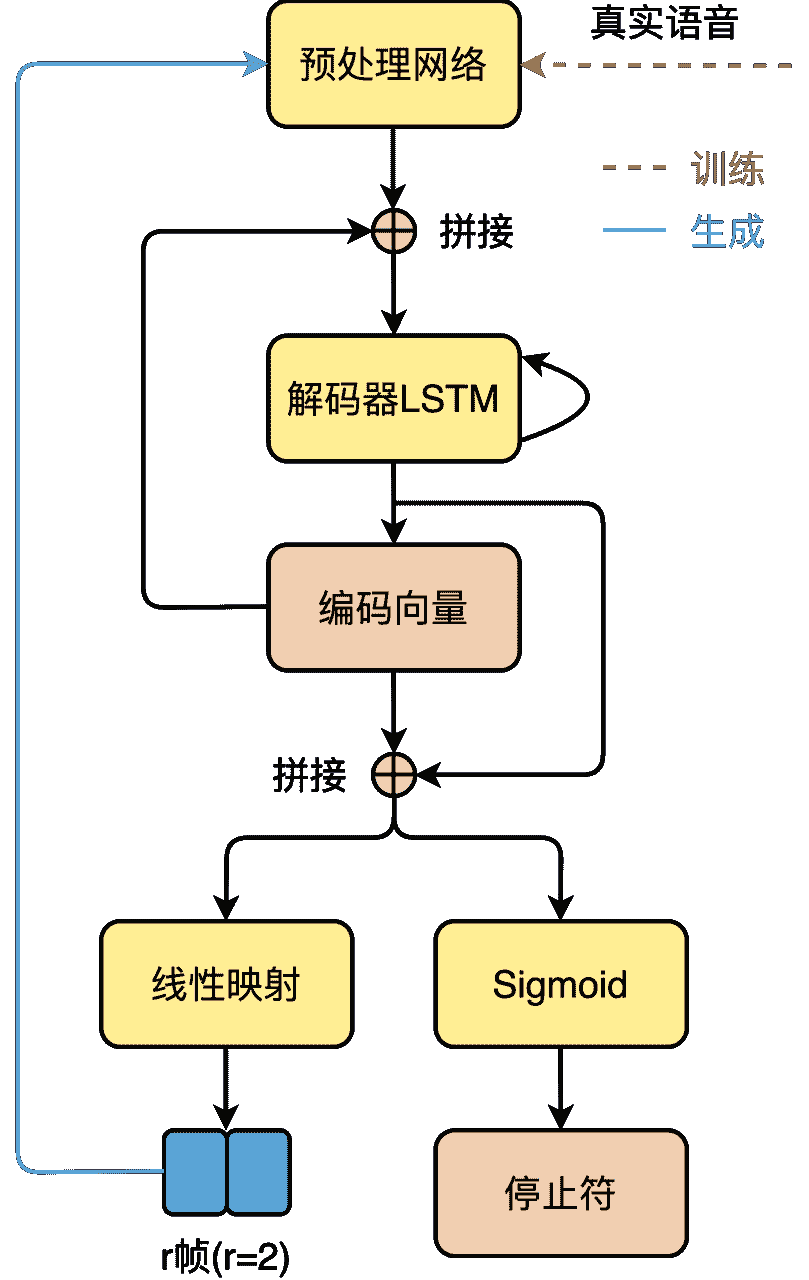 真实语音
预处理网络
训练
生成
拼接
解码器LSTM
编码向量
拼接
线性映射
Sigmoid
停止符
r帧(r=2)